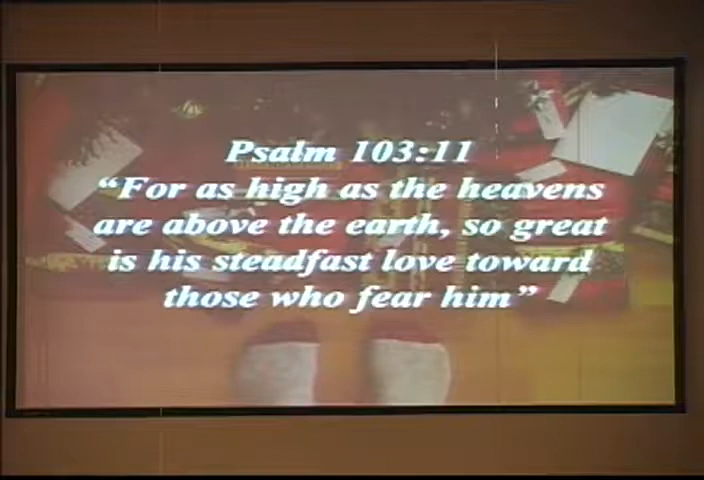 Psalm 103:11
“For as high as the heavens
are above the earth, so great
is his steadfast love toward
those who fear him”